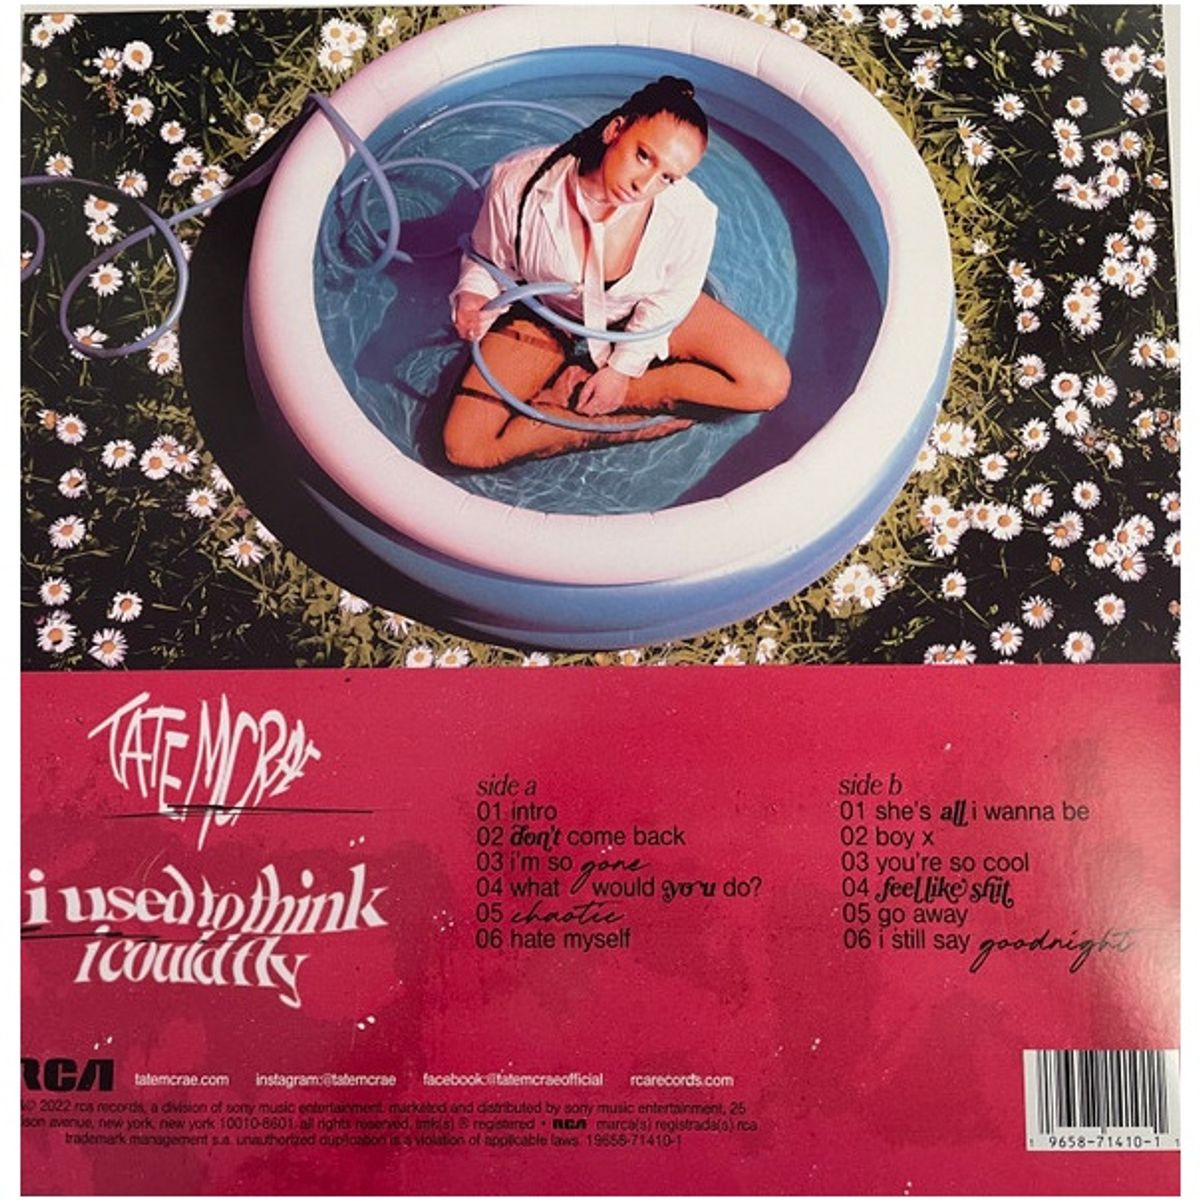 TATE MCRAE
i used to think
i could fly
side a
01 intro
02 don't come back
03 i'm so gone
04 what would you do?
05 chaotic
06 hate myself
side b
01 she's all i wanna be
02 boy x
03 you're so cool
04 feel like shit
05 go away
06 i still say goodnight
RCA tatemcrae.com instagram:@tatemcrae facebook:@tatemcraeofficial rcarecords.com
© 2022 rca records, a division of sony music entertainment. marketed and distributed by sony music entertainment, 25
avenue, new york, new york 10010-8601. all rights reserved. tmk(s) ® registered • RCA marca(s) registrada(s) rca
trademark management s.a. unauthorized duplication is a violation of applicable laws. 19658-71410-1
1 9658-71410-1 1